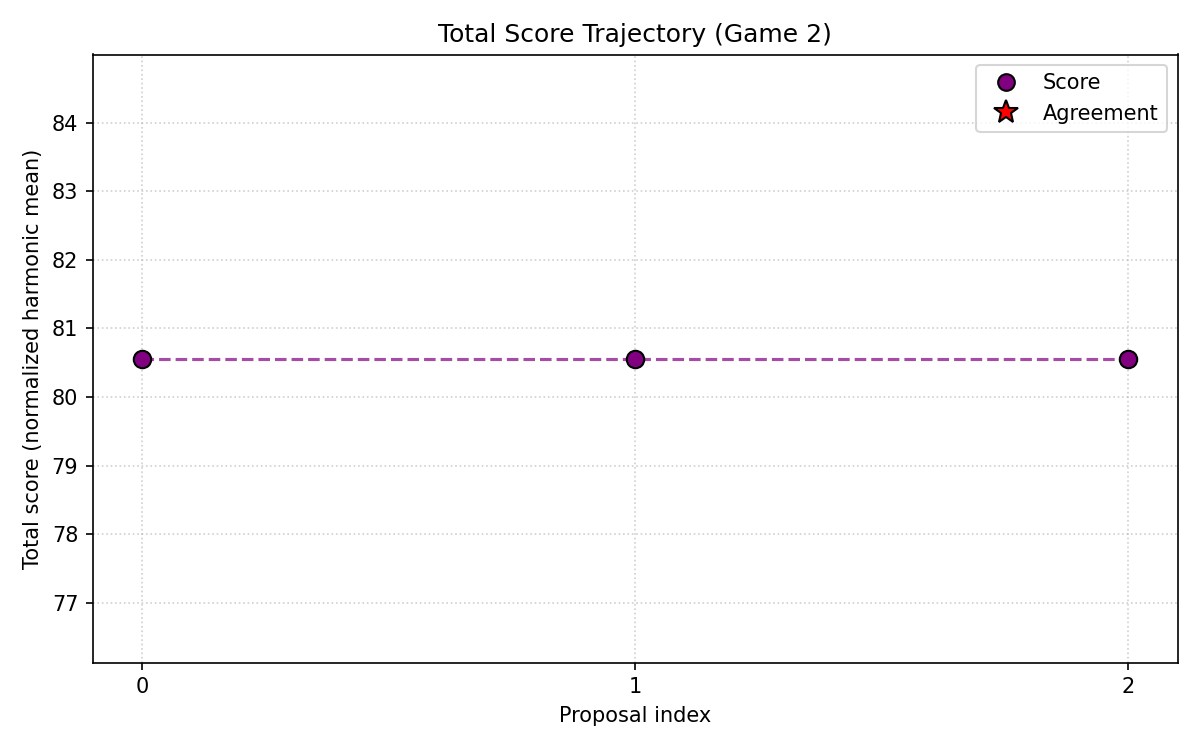 Total Score Trajectory (Game 2)
Score
Agreement
Total score (normalized harmonic mean)
84
83
82
81
80
79
78
77
0
1
2
Proposal index